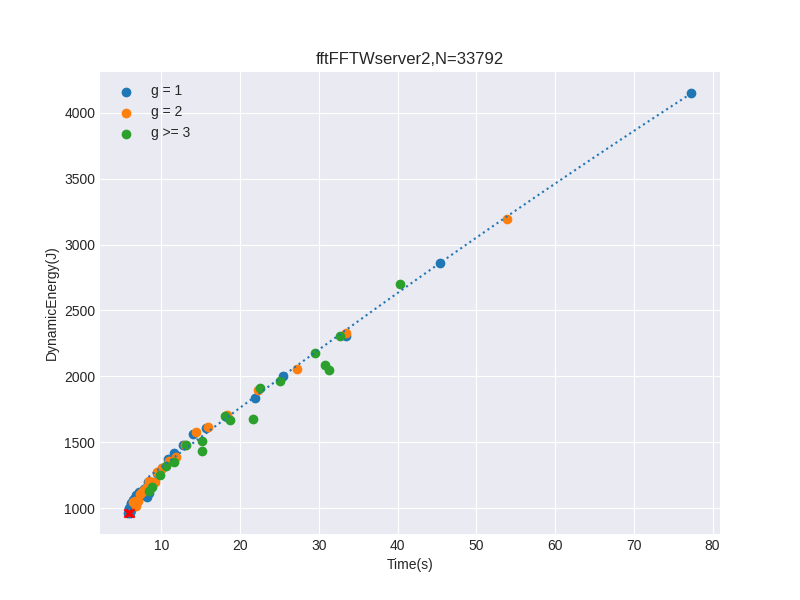 fftFFTWserver2,N=33792
g = 1
g = 2
g >= 3
4000
3500
3000
2500
2000
1500
1000
DynamicEnergy(J)
10 20 30 40 50 60 70 80
Time(s)